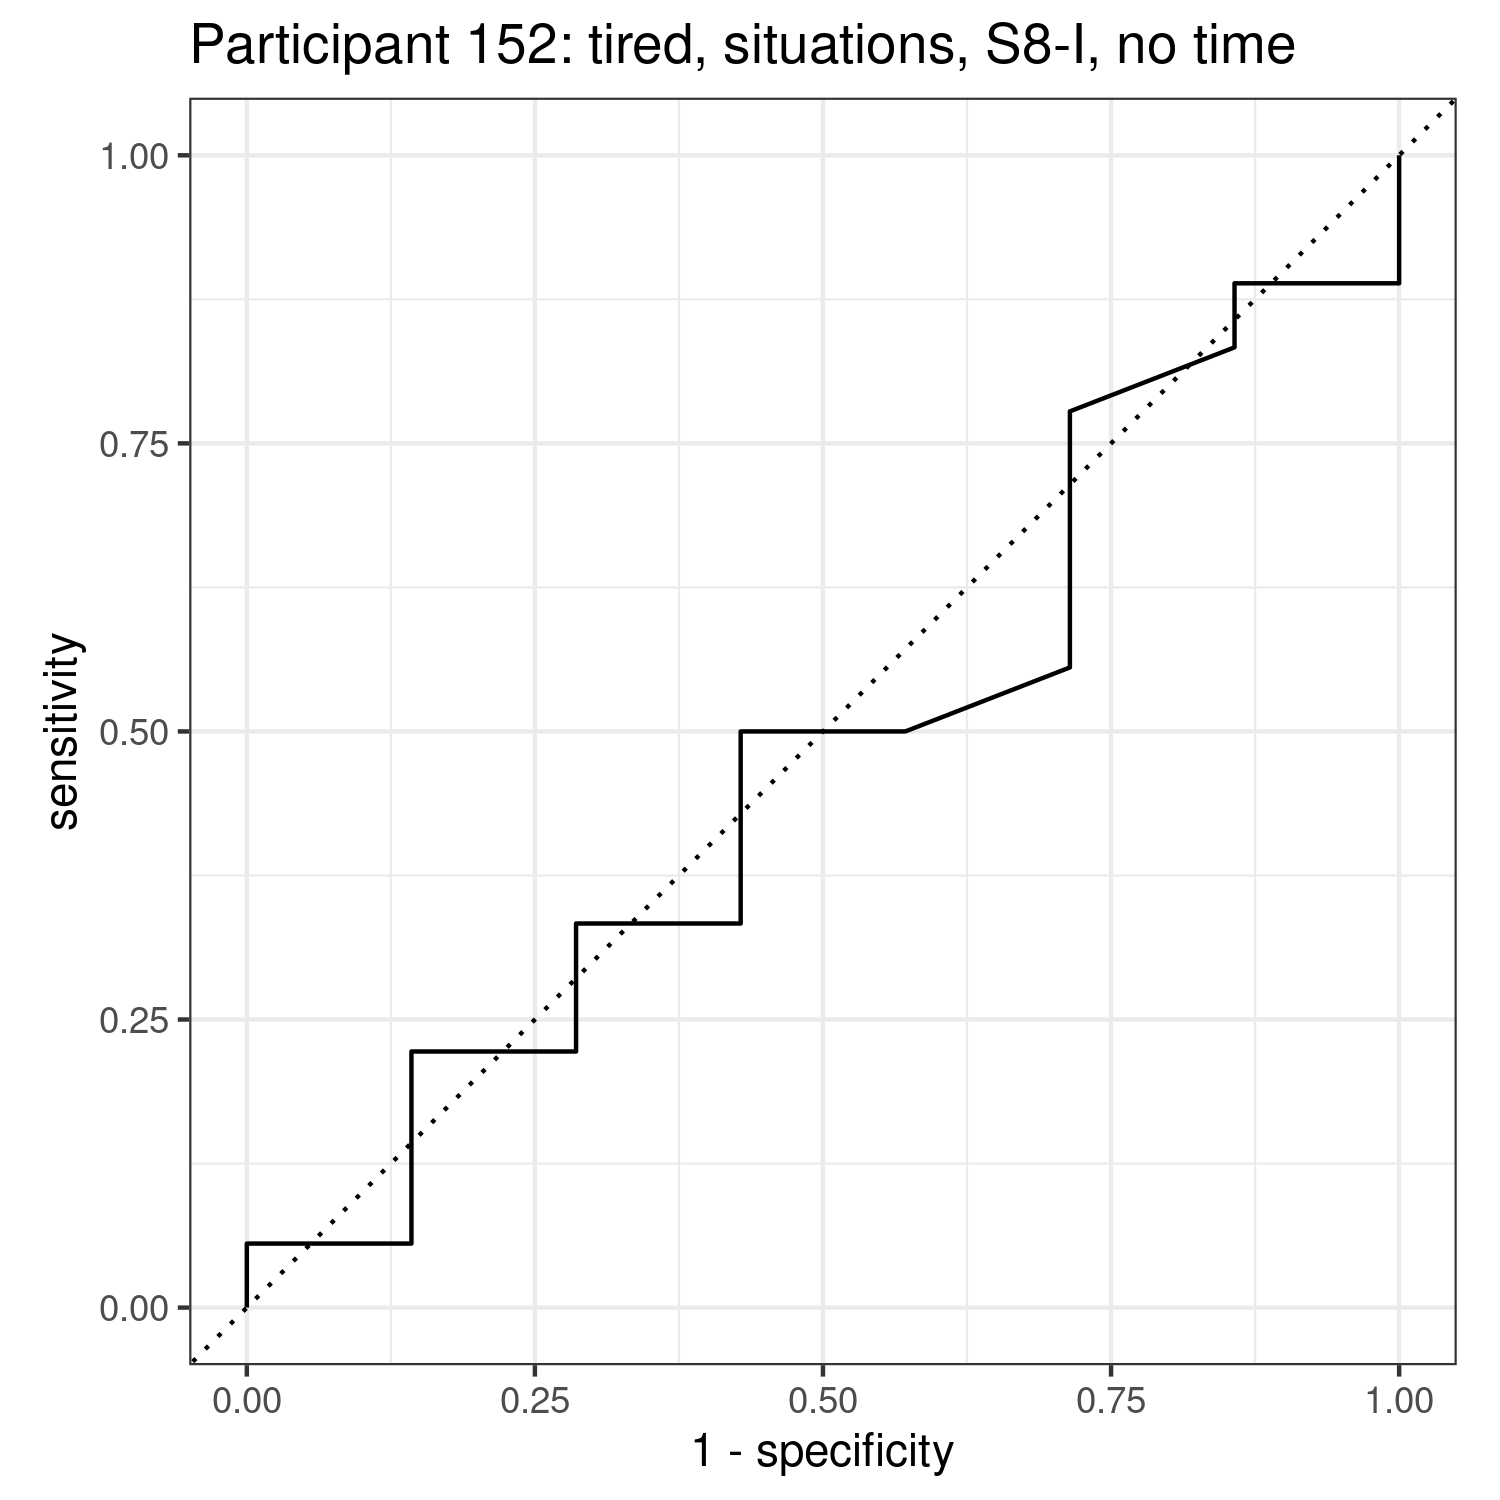 Participant 152: tired, situations, S8-I, no time
1.00
0.75
0.50
0.25
0.00
sensitivity
0.00 0.25 0.50 0.75 1.00
1 - specificity